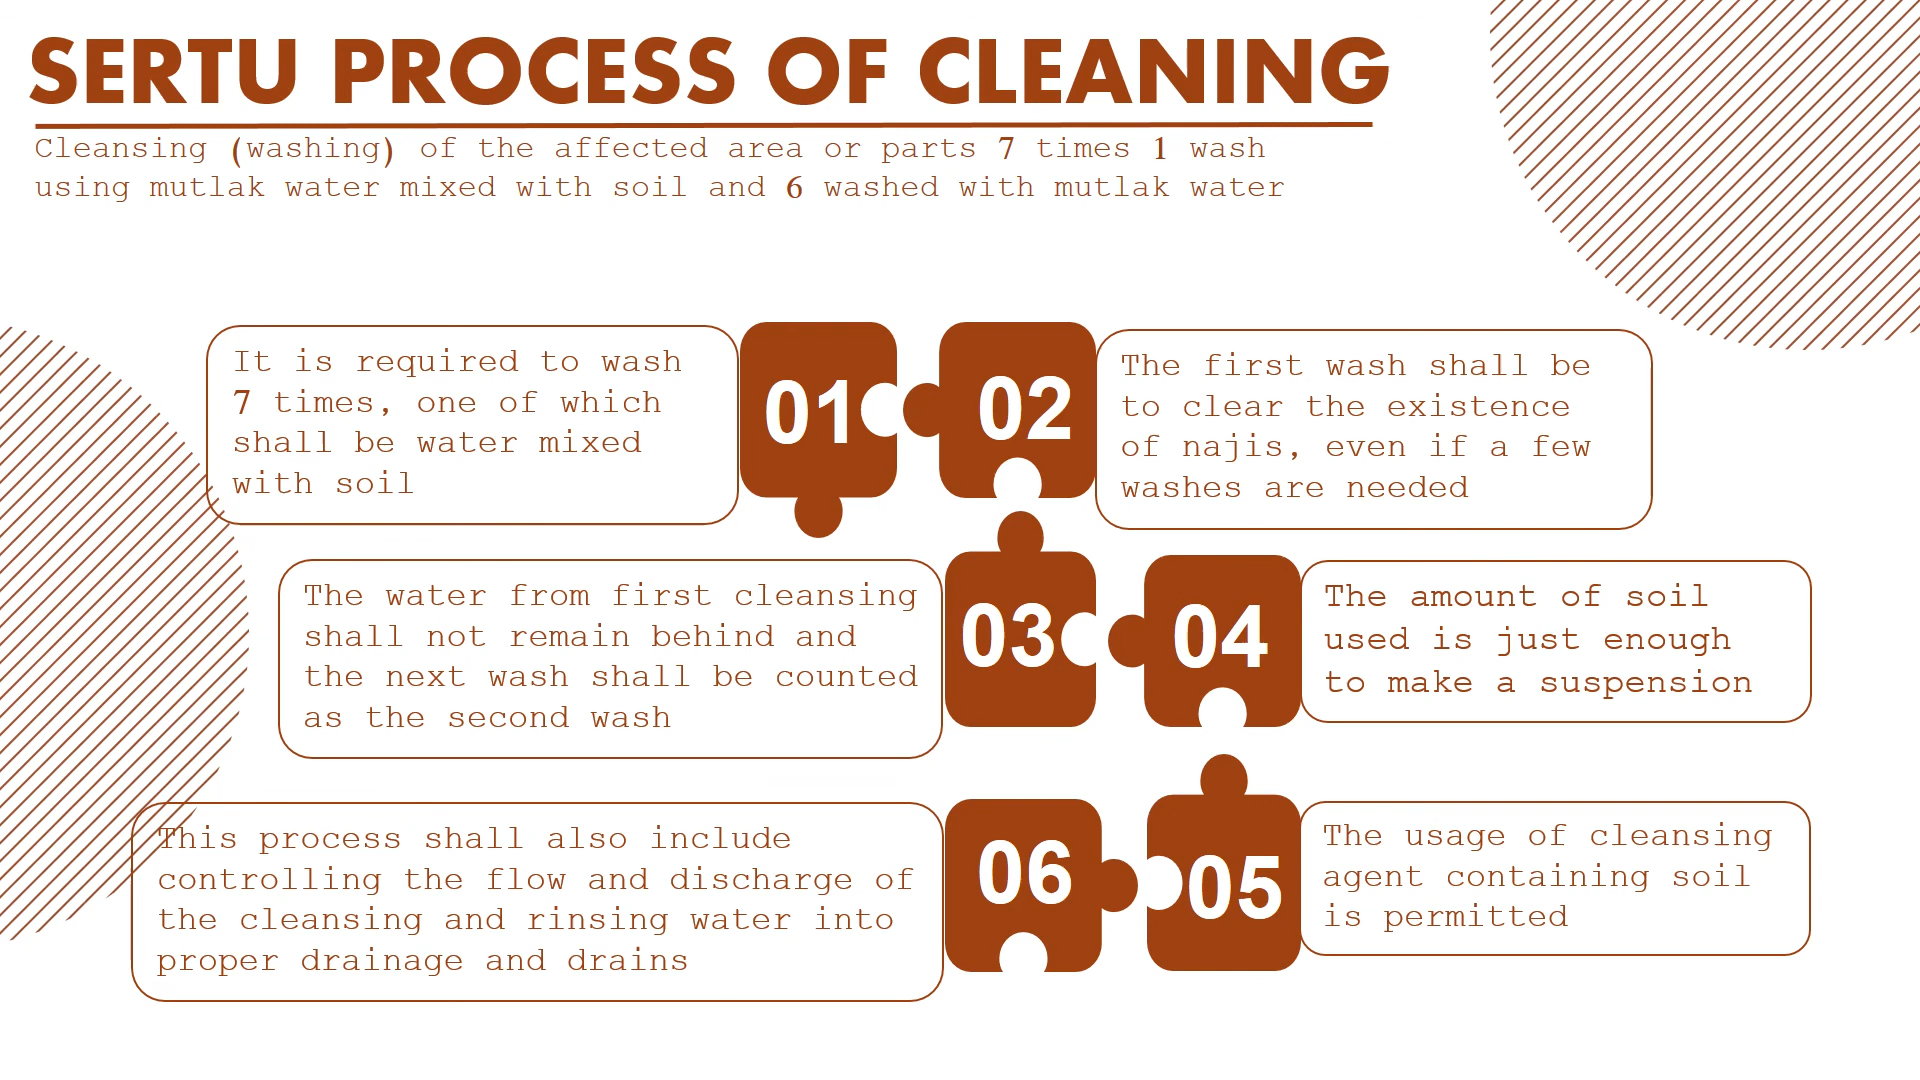 SERTU PROCESS OF CLEANING
Cleansing (washing) of the affected area or parts 7 times 1 wash
using mutlak water mixed with soil and 6 washed with mutlak water
It is required to wash
7 times, one of which
shall be water mixed
with soil
01
02
The first wash shall be
to clear the existence
of najis, even if a few
washes are needed
The water from first cleansing
shall not remain behind and
the next wash shall be counted
as the second wash
03
04
The amount of soil
used is just enough
to make a suspension
This process shall also include
controlling the flow and discharge of
the cleansing and rinsing water into
proper drainage and drains
06
05
The usage of cleansing
agent containing soil
is permitted